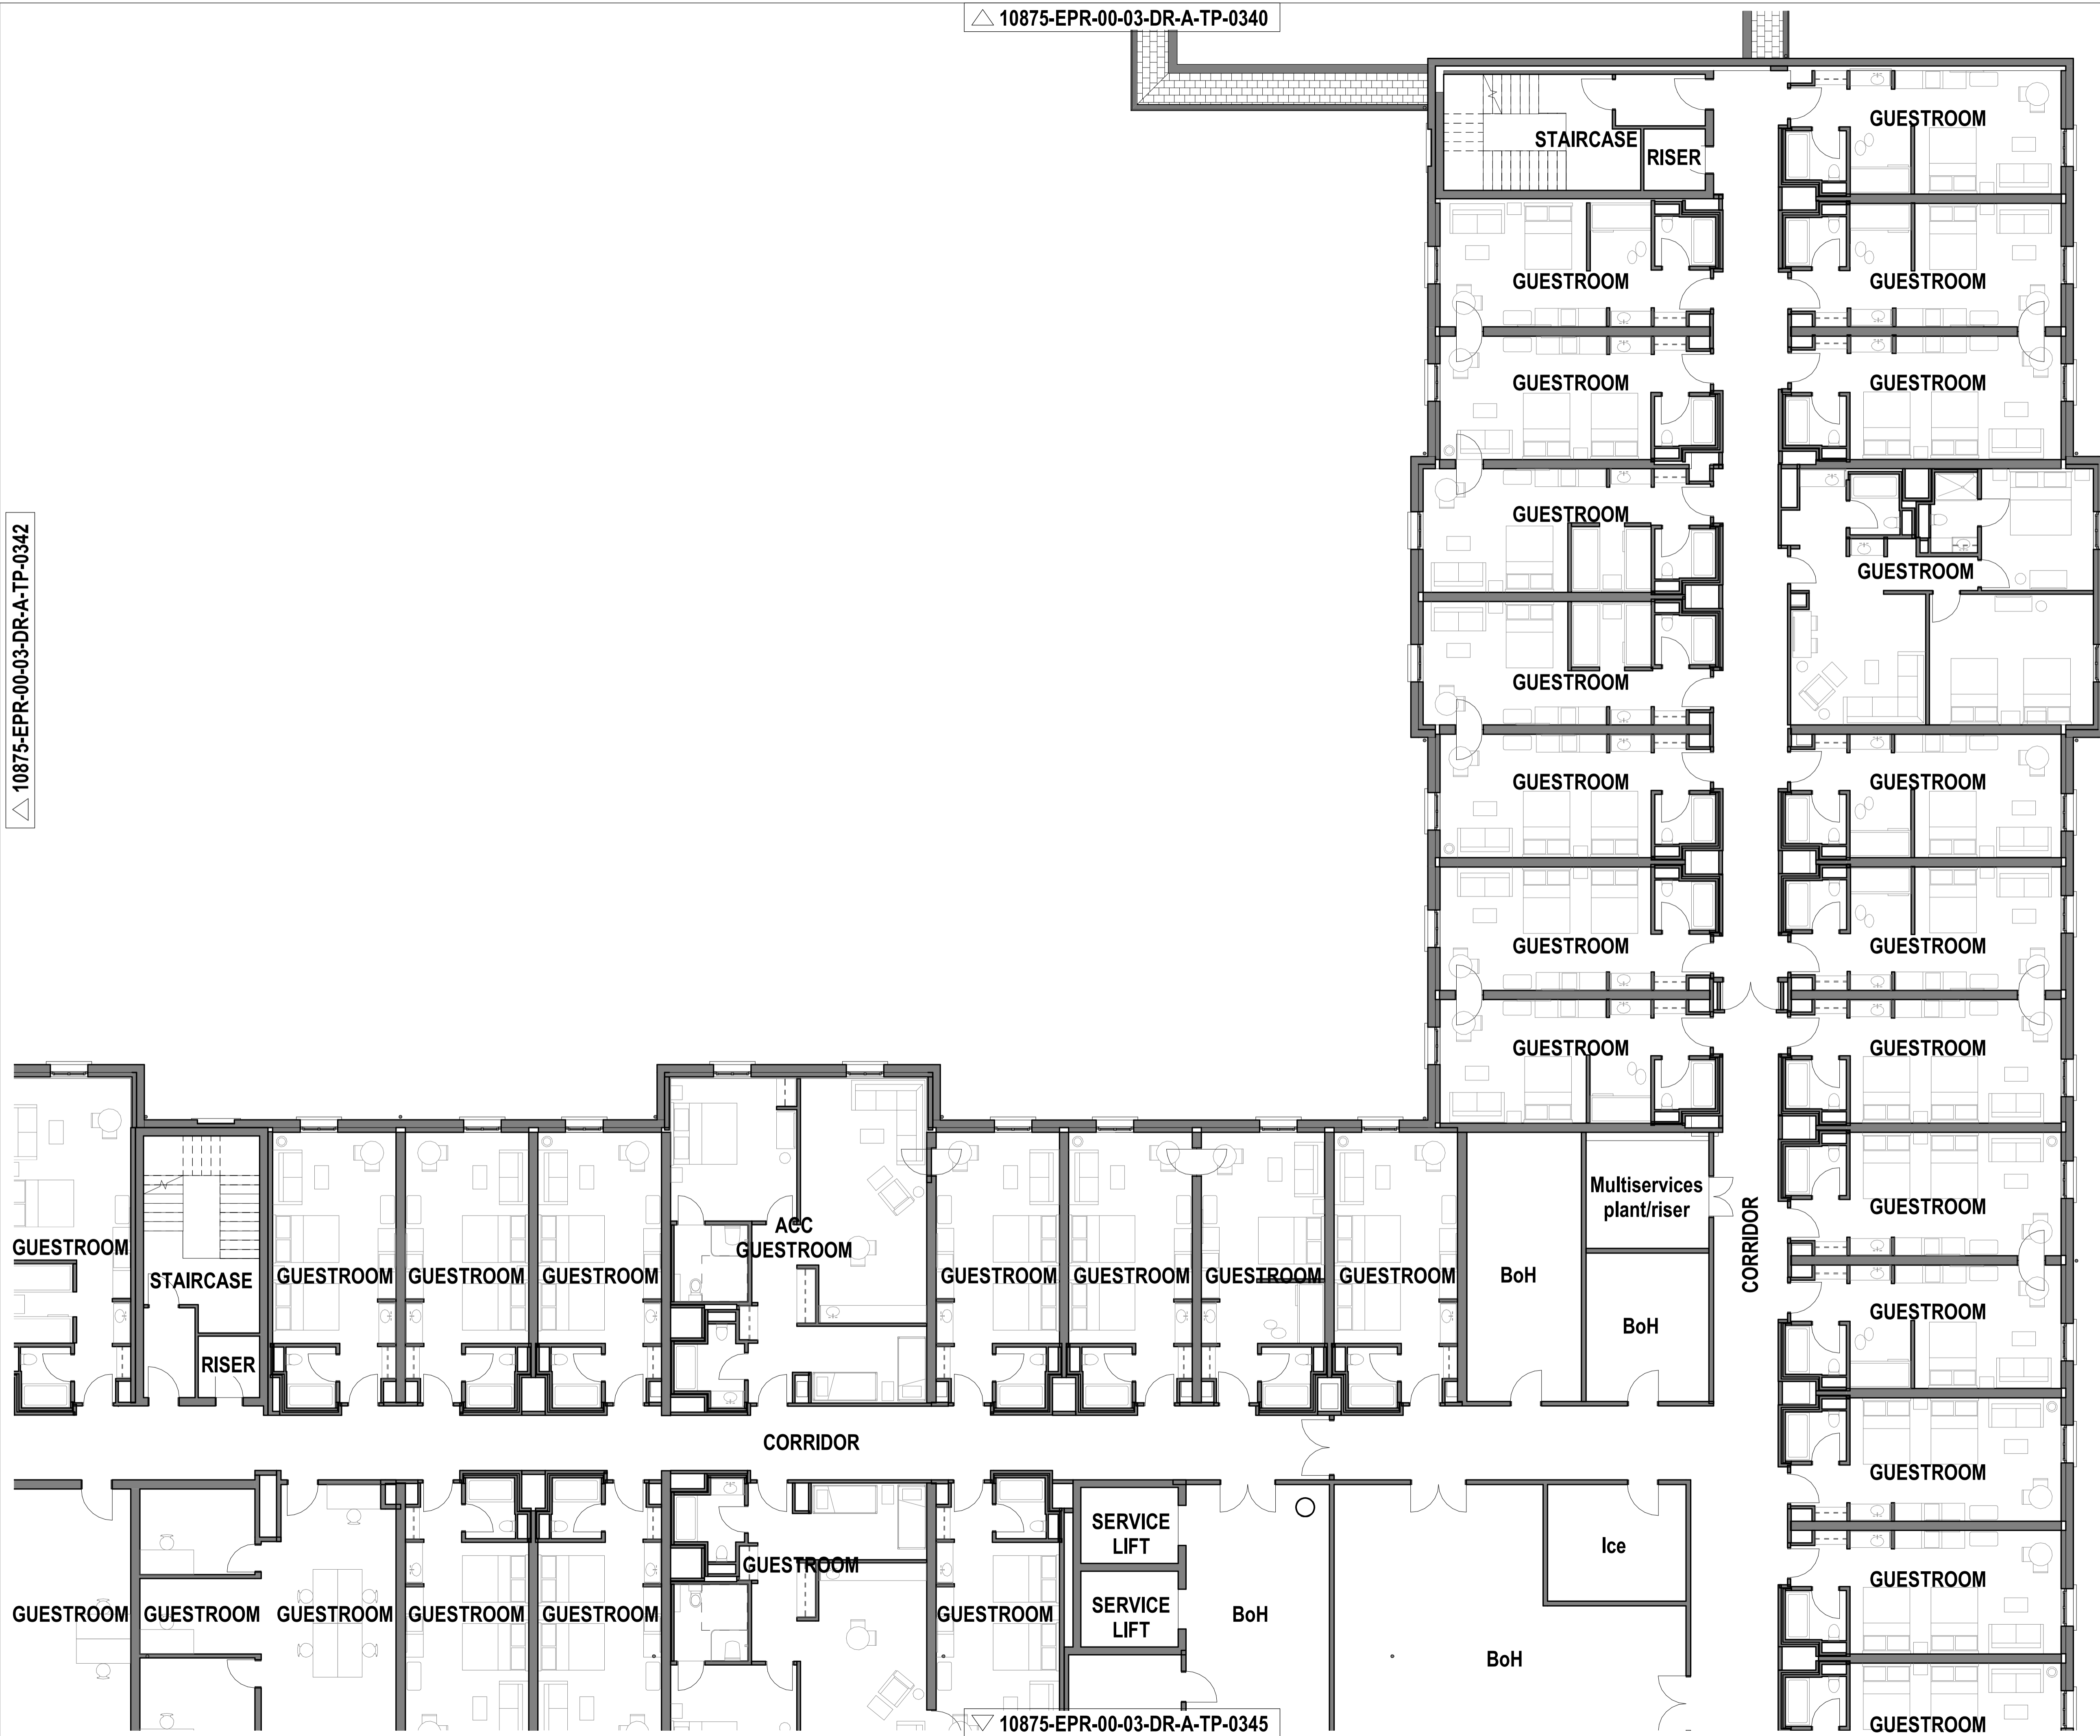 10875-EPR-00-03-DR-A-TP-0340
10875-EPR-00-03-DR-A-TP-0342
GUESTROOM
STAIRCASE
RISER
GUESTROOM
GUESTROOM
GUESTROOM
GUESTROOM
GUESTROOM
GUESTROOM
GUESTROOM
GUESTROOM
GUESTROOM
GUESTROOM
GUESTROOM
GUESTROOM
GUESTROOM
GUESTROOM
Multiservices
plant/riser
CORRIDOR
GUESTROOM
ACC
GUESTROOM
GUESTROOM
STAIRCASE
GUESTROOM
GUESTROOM
GUESTROOM
GUESTROOM
GUESTROOM
GUESTROOM
GUESTROOM
BoH
BoH
GUESTROOM
RISER
CORRIDOR
GUESTROOM
SERVICE
LIFT
Ice
GUESTROOM
GUESTROOM
SERVICE
LIFT
GUESTROOM
GUESTROOM
GUESTROOM
GUESTROOM
GUESTROOM
GUESTROOM
BoH
BoH
10875-EPR-00-03-DR-A-TP-0345
GUESTROOM